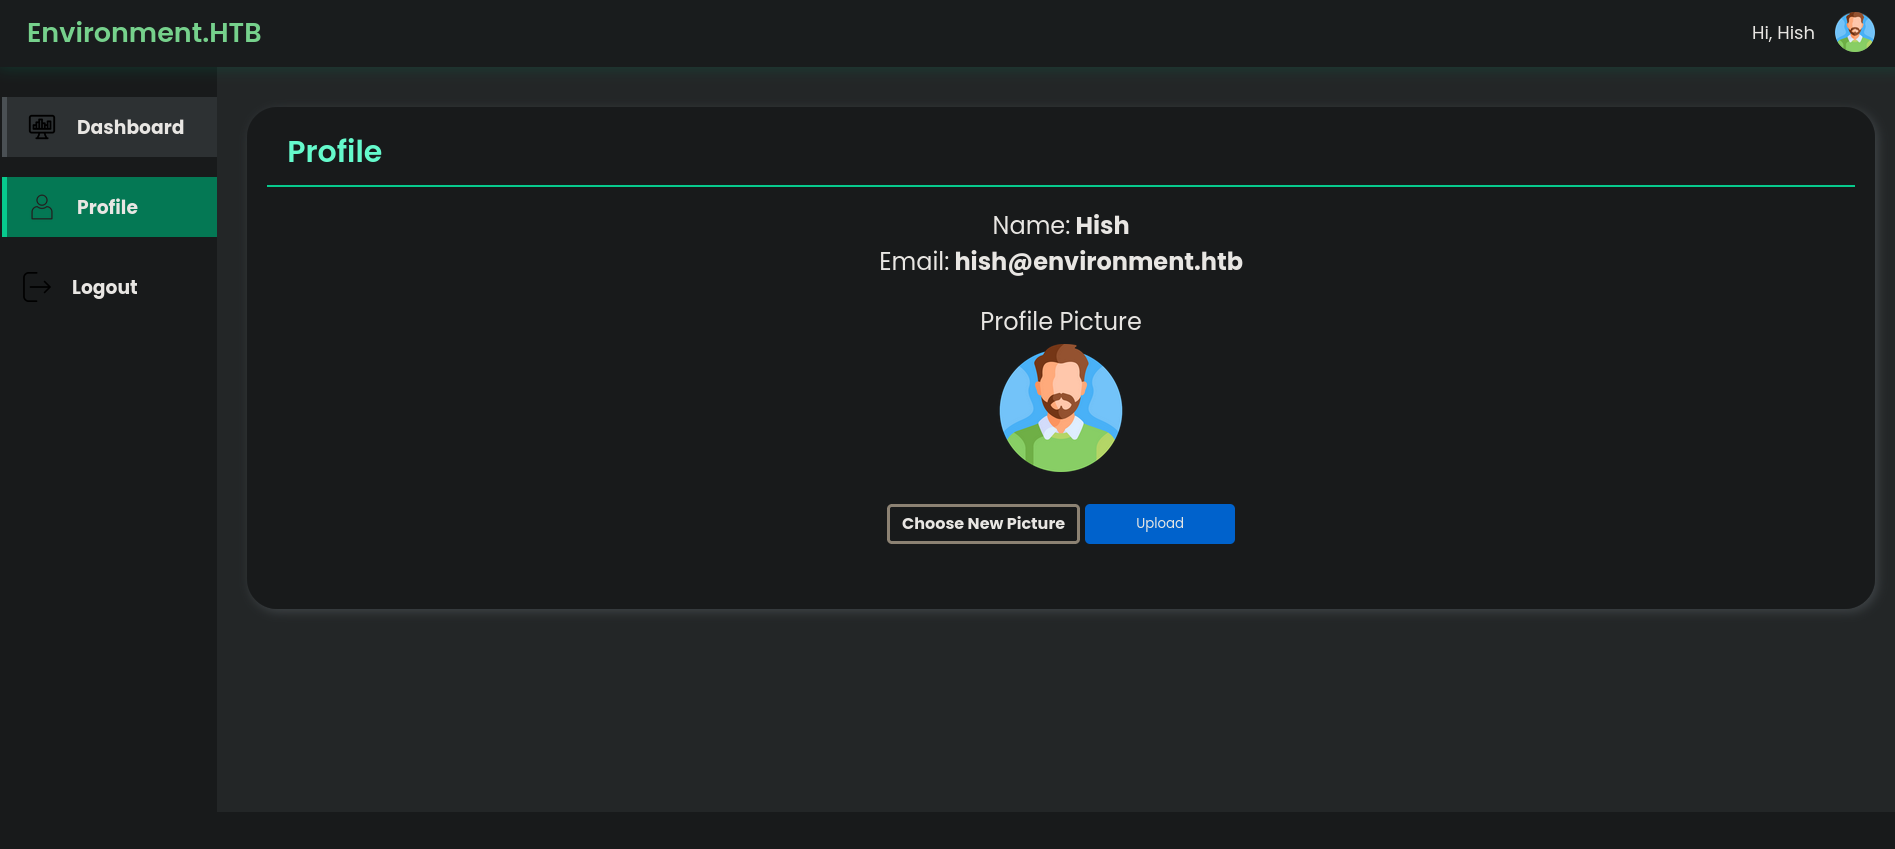 Environment.HTB
Hi, Hish
Dashboard
Profile
Logout
Profile
Name: Hish
Email: hish@environment.htb
Profile Picture
Choose New Picture
Upload